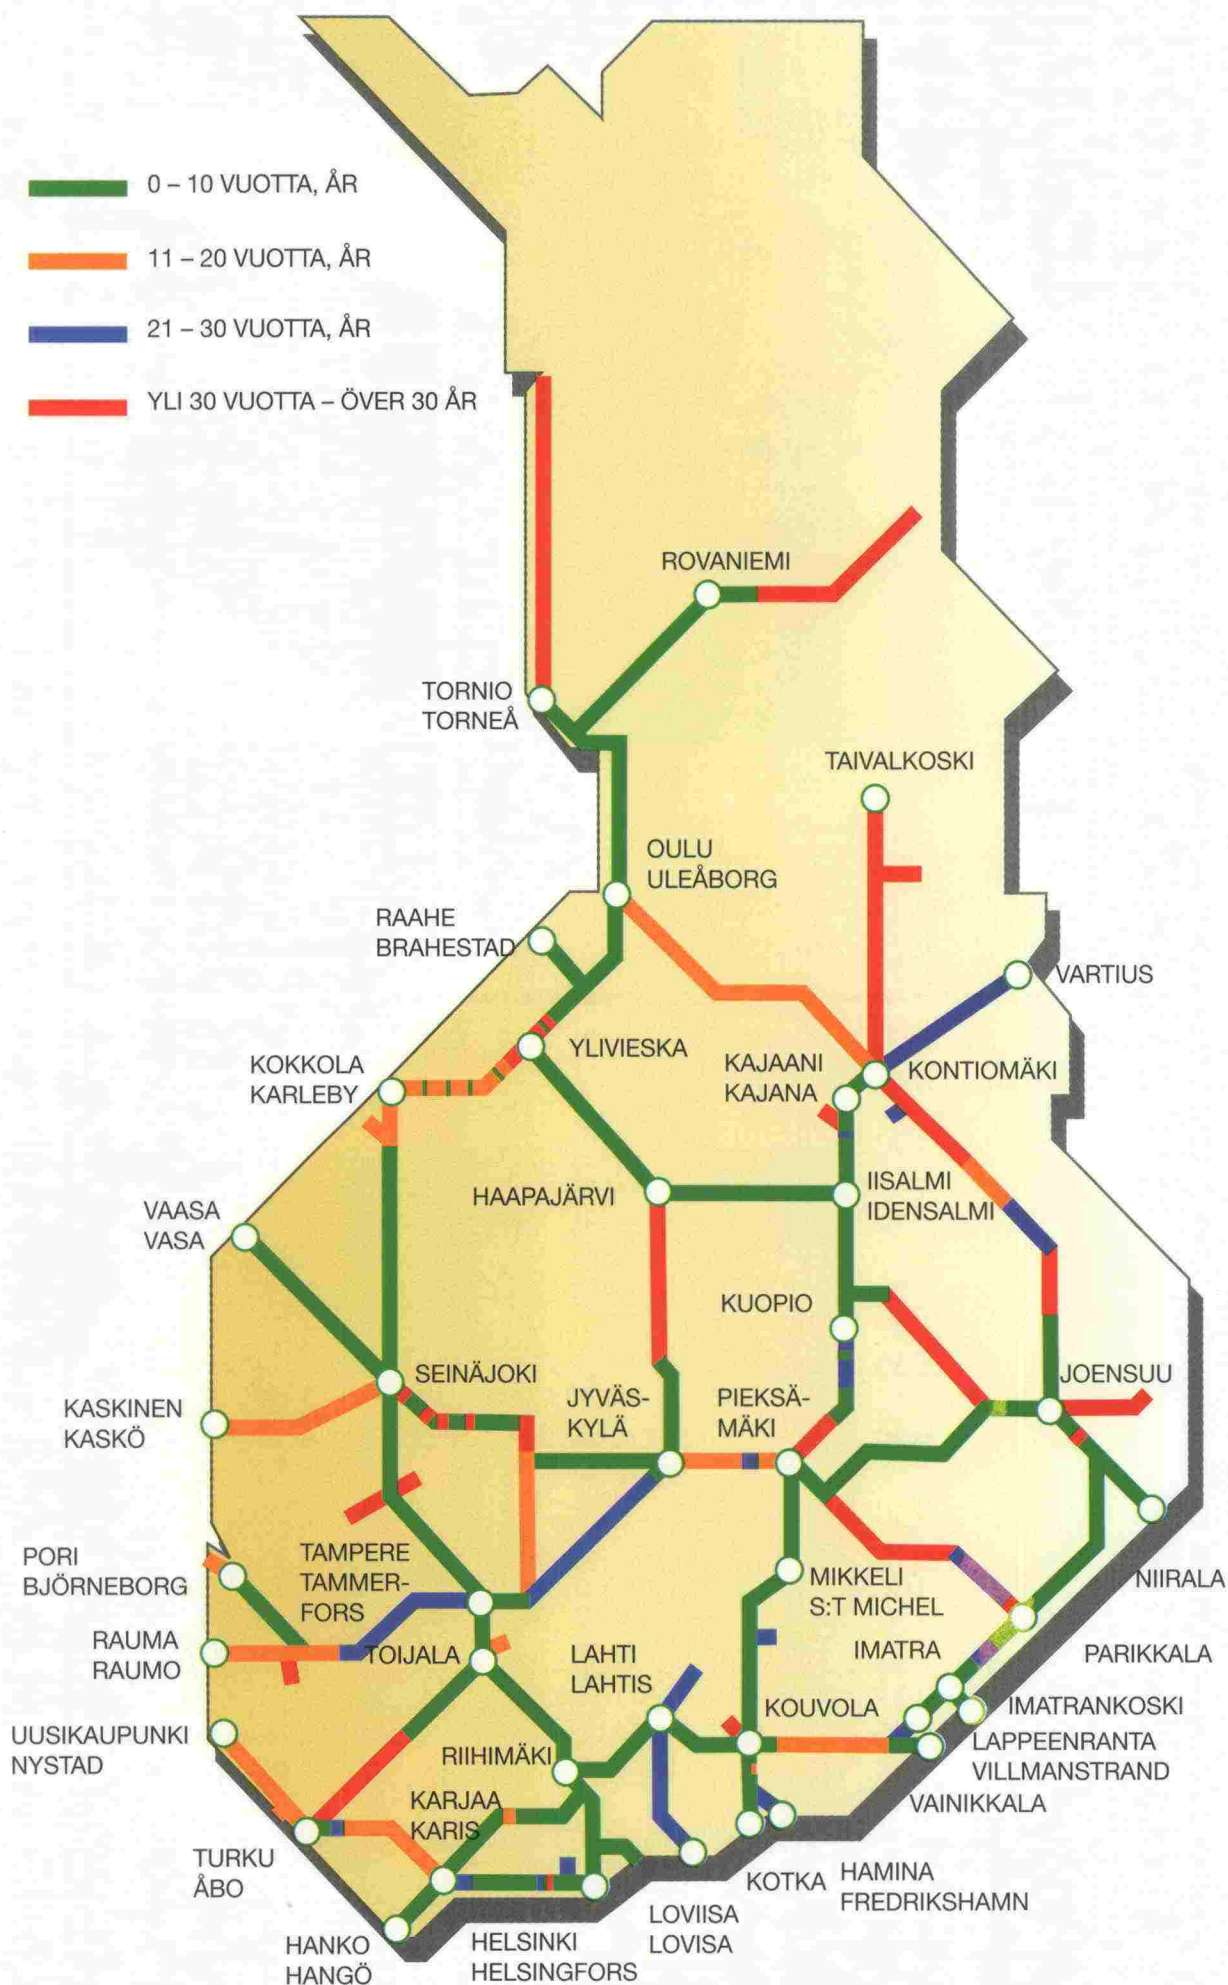 0 – 10 VUOTTA, ÅR
11 – 20 VUOTTA, ÅR
21 – 30 VUOTTA, ÅR
YLI 30 VUOTTA – ÖVER 30 ÅR
ROVANIEMI
TORNIO
TORNEÅ
TAIVALKOSKI
OULU
ULEÅBORG
RAAHE
BRAHESTAD
VARTIUS
YLIVIESKA
KOKKOLA
KARLEBY
KAJAANI
KAJANA
KONTIOMÄKI
HAAPAJÄRVI
IISALMI
IDENSALMI
VAASA
VASA
KUOPIO
SEINÄJOKI
JOENSUU
KASKINEN
KASKÖ
JYVÄS-
KYLÄ
PIEKSÄ-
MÄKI
PORI
BJÖRNEBORG
TAMPERE
TAMMER-
FORS
MIKKELI
S:T MICHEL
NIIRALA
RAUMA
RAUMO
TOIJALA
LAHTI
LAHTIS
IMATRA
PARIKKALA
KOUVOLA
IMATRANKOSKI
UUSIKAUPUNKI
NYSTAD
RIIHIMÄKI
LAPPEENRANTA
VILLMANSTRAND
KARJAA
KARIS
VAINIKKALA
TURKU
ÅBO
KOTKA
HAMINA
FREDRIKSHAMN
LOVIISA
LOVISA
HANKO
HANGÖ
HELSINKI
HELSINGFORS